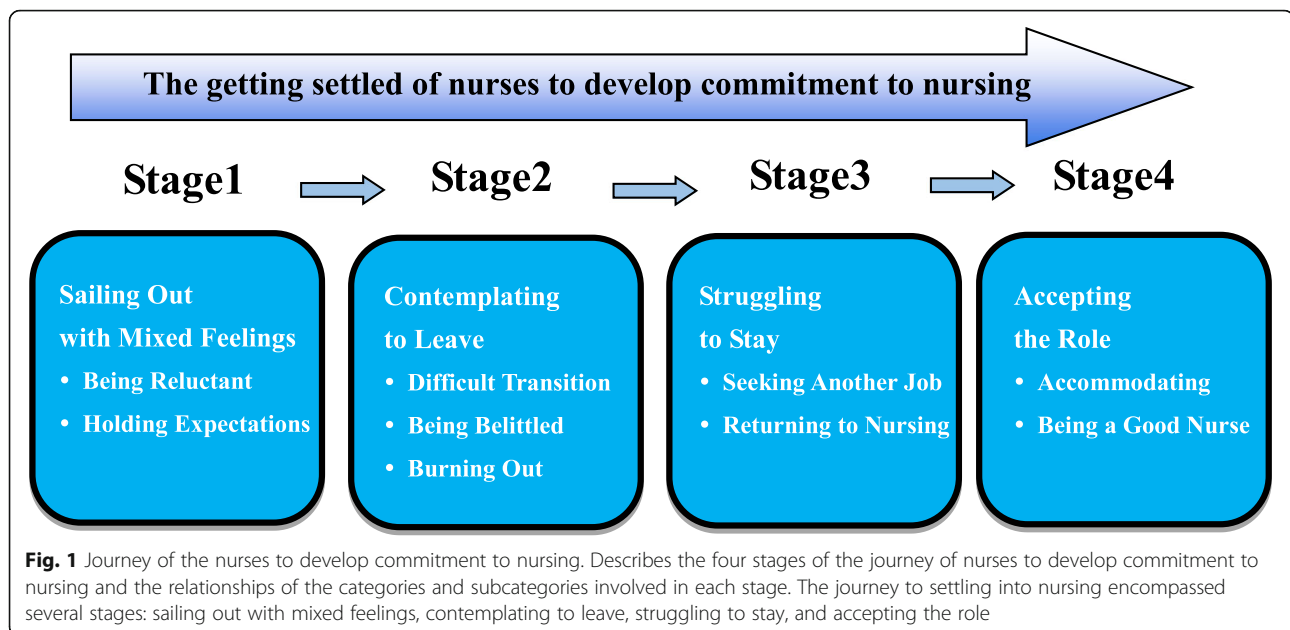 The getting settled of nurses to develop commitment to nursing
Stage1
Stage2
Stage3
Stage4
Sailing Out
with Mixed Feelings
• Being Reluctant
• Holding Expectations
Contemplating
to Leave
• Difficult Transition
• Being Belittled
• Burning Out
Struggling
to Stay
• Seeking Another Job
• Returning to Nursing
Accepting
the Role
• Accommodating
• Being a Good Nurse
Fig. 1 Journey of the nurses to develop commitment to nursing. Describes the four stages of the journey of nurses to develop commitment to
nursing and the relationships of the categories and subcategories involved in each stage. The journey to settling into nursing encompassed
several stages: sailing out with mixed feelings, contemplating to leave, struggling to stay, and accepting the role